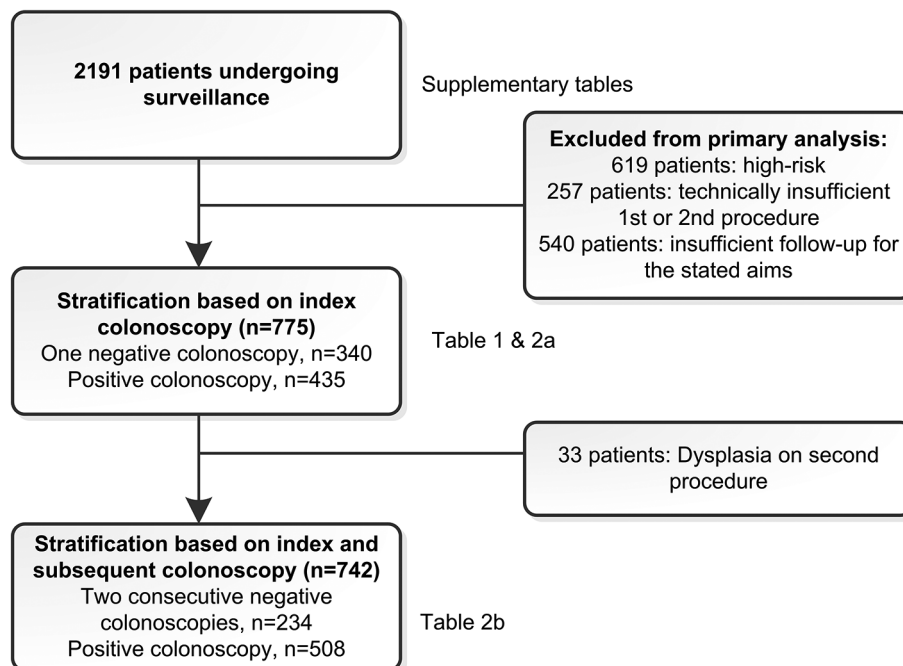 2191 patients undergoing
surveillance
Supplementary tables
Excluded from primary analysis:
619 patients: high-risk
257 patients: technically insufficient
1st or 2nd procedure
540 patients: insufficient follow-up for
the stated aims
Stratification based on index
colonoscopy (n=775)
One negative colonoscopy, n=340
Positive colonoscopy, n=435
Table 1 & 2a
33 patients: Dysplasia on second
procedure
Stratification based on index and
subsequent colonoscopy (n=742)
Two consecutive negative
colonoscopies, n=234
Positive colonoscopy, n=508
Table 2b